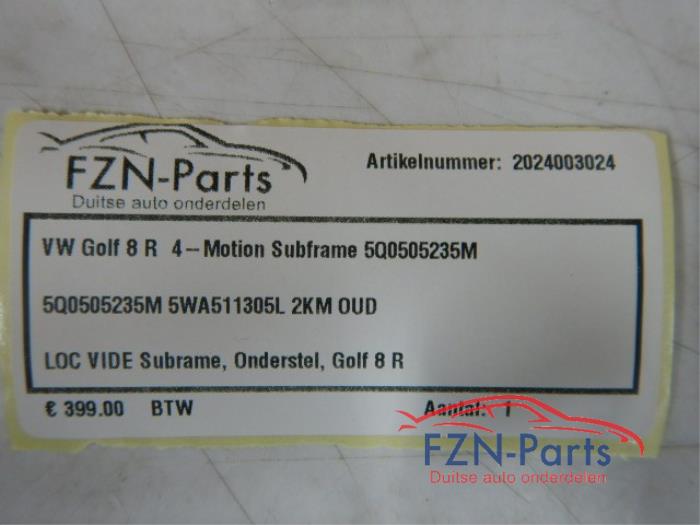 FZN-Parts
Duitse auto onderdelen
Artikelnummer: 2024003024
VW Golf 8 R 4-Motion Subframe 5Q0505235M
5Q0505235M 5WA511305L 2KM OUD
LOC VIDE Subrame, Onderstel, Golf 8 R
€ 399.00 BTW
Aantal: 1
FZN-Parts
Duitse auto onderdelen